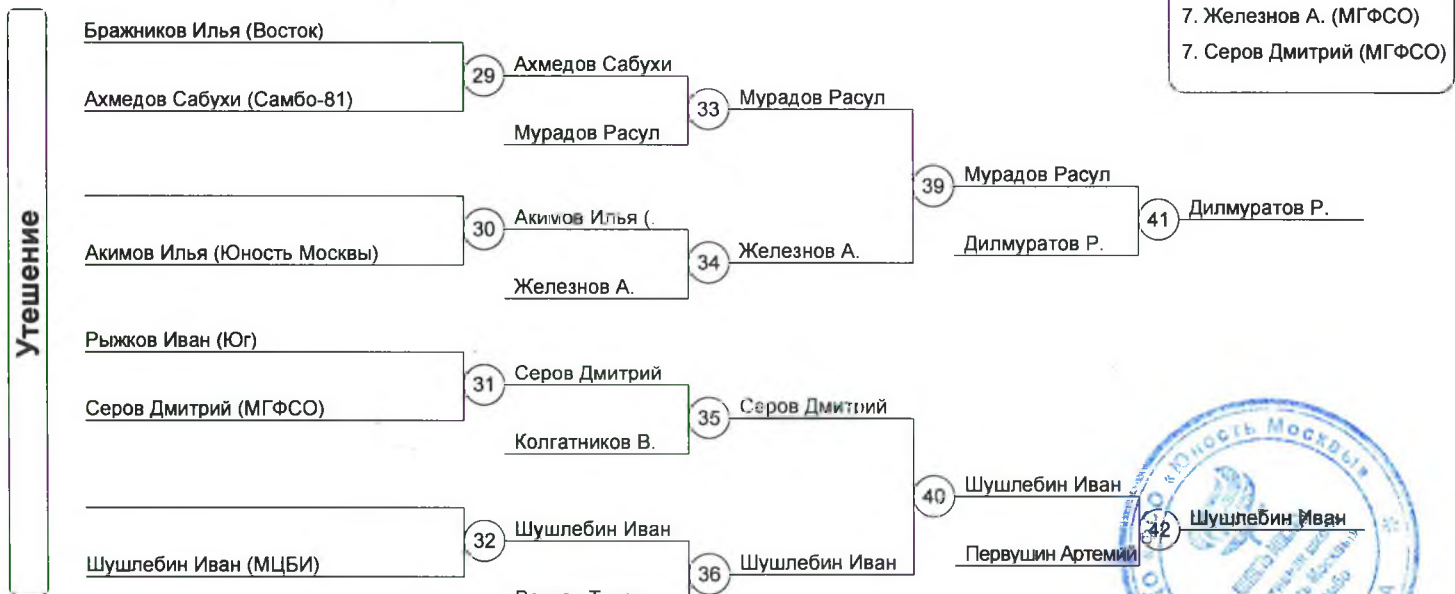 7. Железнов А. (МГФСО)
7. Серов Дмитрий (МГФСО)
Утешение
Бражников Илья (Восток)
29
Ахмедов Сабухи
Ахмедов Сабухи (Самбо-81)
33
Мурадов Расул
Мурадов Расул
39
Мурадов Расул
30
Акимов Илья (.
Акимов Илья (Юность Москвы)
34
Железнов А.
Железнов А.
Дилмуратов Р.
41
Дилмуратов Р.
Рыжков Иван (Юг)
31
Серов Дмитрий
Серов Дмитрий (МГФСО)
35
Серов Дмитрий
Колгатников В.
40
Шушлебин Иван
32
Шушлебин Иван
Шушлебин Иван (МЦБИ)
36
Шушлебин Иван
Первушин Артемий
42
Шушлебин Иван
«Юность Москвы»